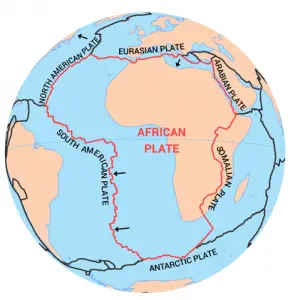 EURASIAN PLATE
NORTH AMERICAN PLATE
ARABIAN PLATE
AFRICAN
PLATE
SOUTH AMERICAN PLATE
SOMALIAN PLATE
ANTARCTIC PLATE